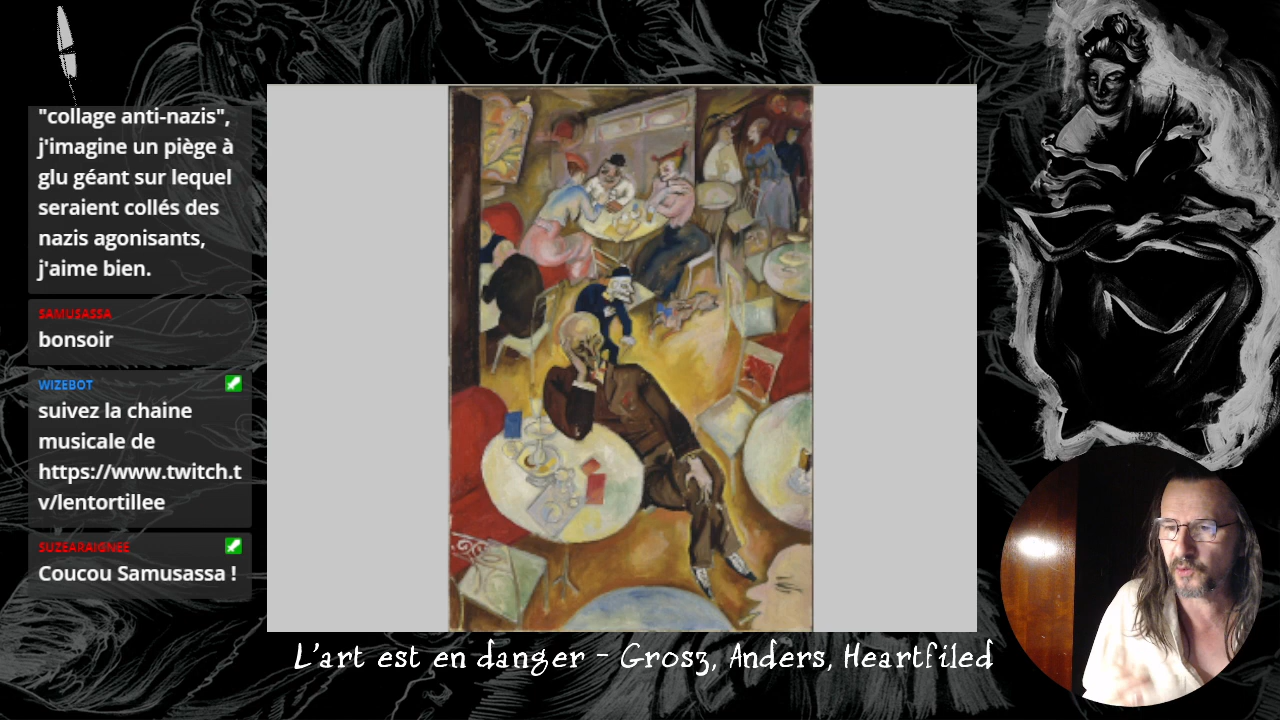 "collage anti-nazis",
j'imagine un piège à
glu géant sur lequel
seraient collés des
nazis agonisants,
j'aime bien.
SAMUSASSA
bonsoir
WIZEBOT
suivez la chaine
musicale de
https://www.twitch.t
v/lentortillee
SUZEARAIGNEE
Coucou Samusassa !
L'art est en danger - Grosz, Anders, Heartfiled